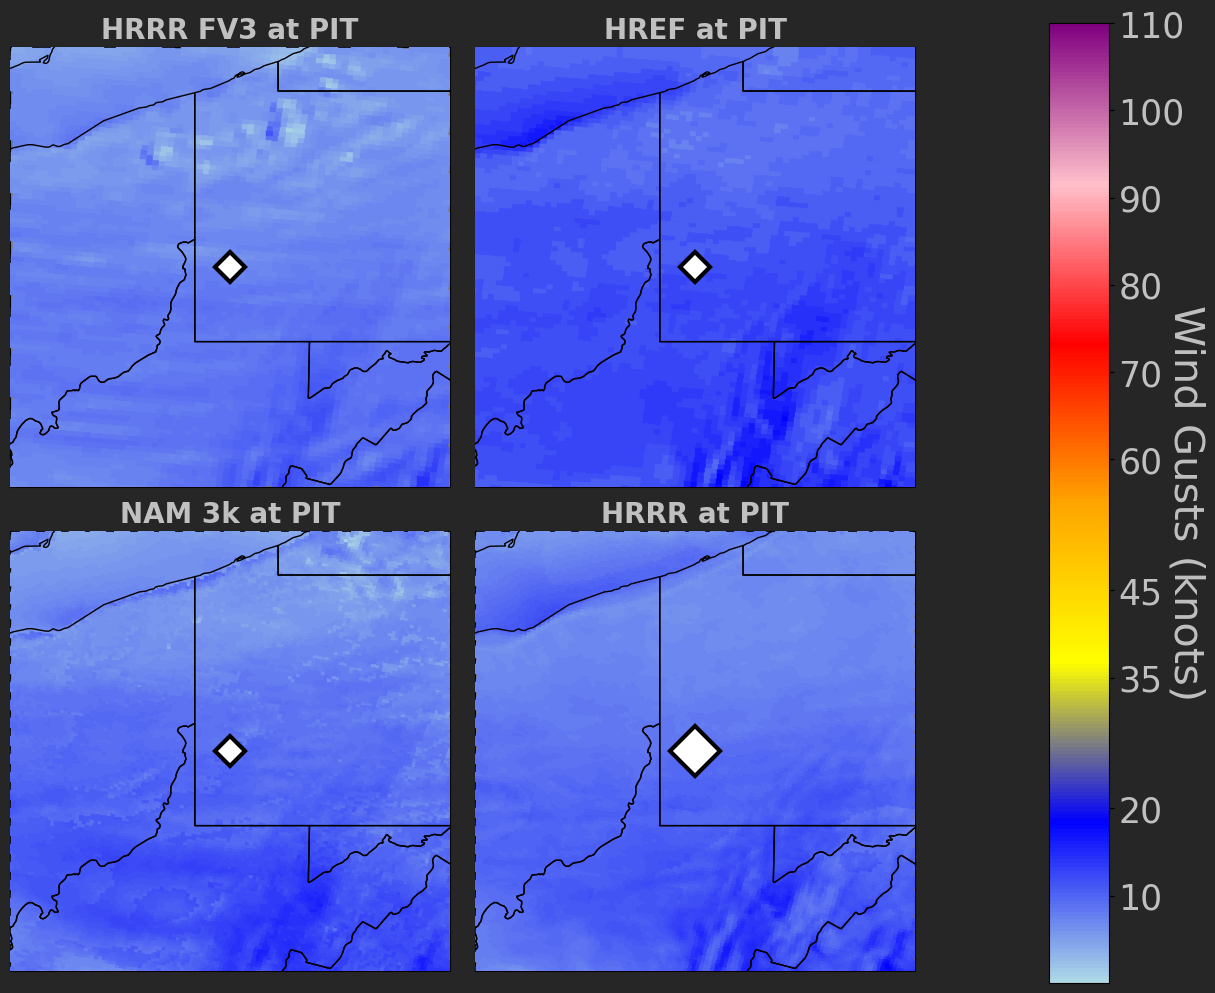 HRRR FV3 at PIT
HREF at PIT
NAM 3k at PIT
HRRR at PIT
110
100
90
80
70
60
45
35
20
10
Wind Gusts (knots)